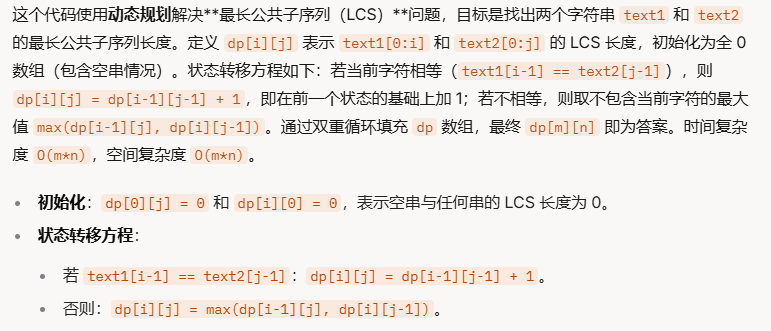 这个代码使用动态规划解决**最长公共子序列（LCS）**问题，目标是找出两个字符串 text1 和 text2
的最长公共子序列长度。定义 dp[i][j] 表示 text1[0:i] 和 text2[0:j] 的 LCS 长度，初始化为全 0
数组（包含空串情况）。状态转移方程如下：若当前字符相等（text1[i-1] == text2[j-1]），则
dp[i][j] = dp[i-1][j-1] + 1，即在前一个状态的基础上加 1；若不相等，则取不包含当前字符的最大
值 max(dp[i-1][j], dp[i][j-1])。通过双重循环填充 dp 数组，最终 dp[m][n] 即为答案。时间复杂
度 O(m*n)，空间复杂度 O(m*n)。
• 初始化：dp[0][j] = 0 和 dp[i][0] = 0，表示空串与任何串的 LCS 长度为 0。
• 状态转移方程：
• 若 text1[i-1] == text2[j-1]：dp[i][j] = dp[i-1][j-1] + 1。
• 否则：dp[i][j] = max(dp[i-1][j], dp[i][j-1])。